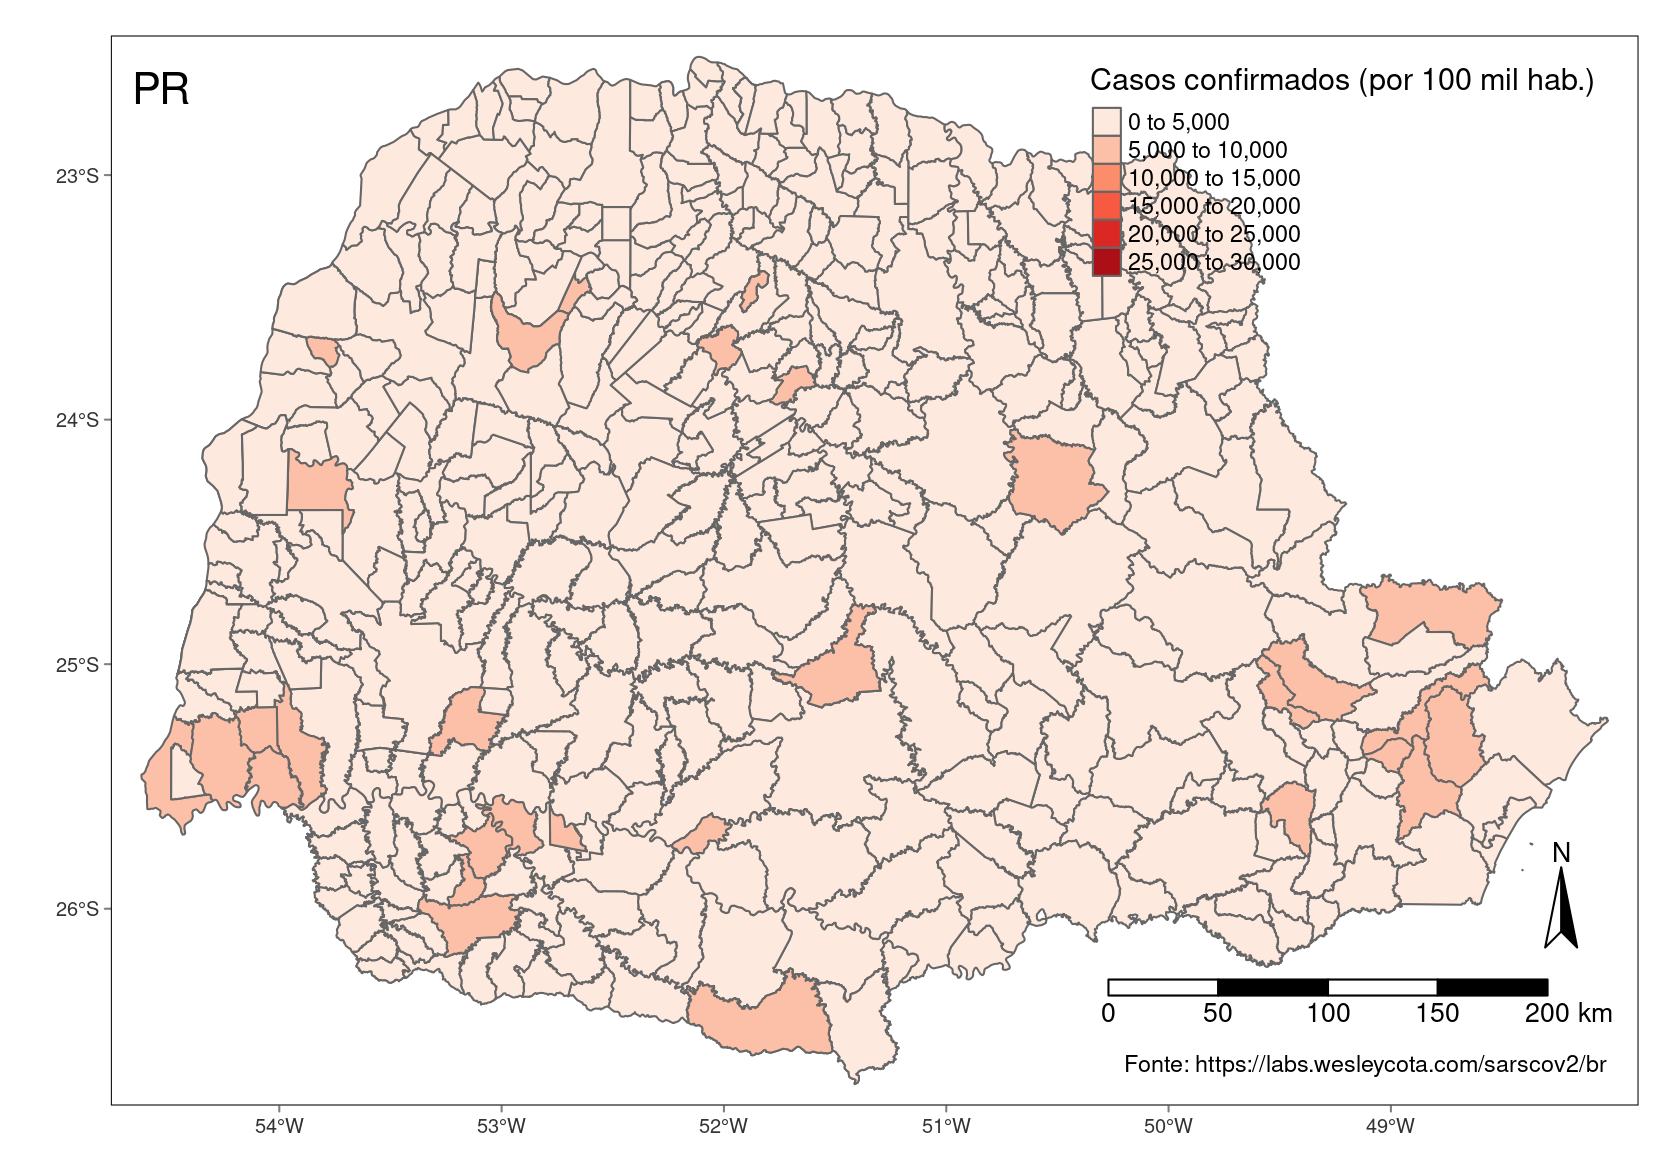 PR
Casos confirmados (por 100 mil hab.)
0 to 5,000
5,000 to 10,000
10,000 to 15,000
15,000 to 20,000
20,000 to 25,000
25,000 to 30,000
23°S
24°S
25°S
26°S
N
0 50 100 150 200 km
Fonte: https://labs.wesleycota.com/sarscov2/br
54°W 53°W 52°W 51°W 50°W 49°W